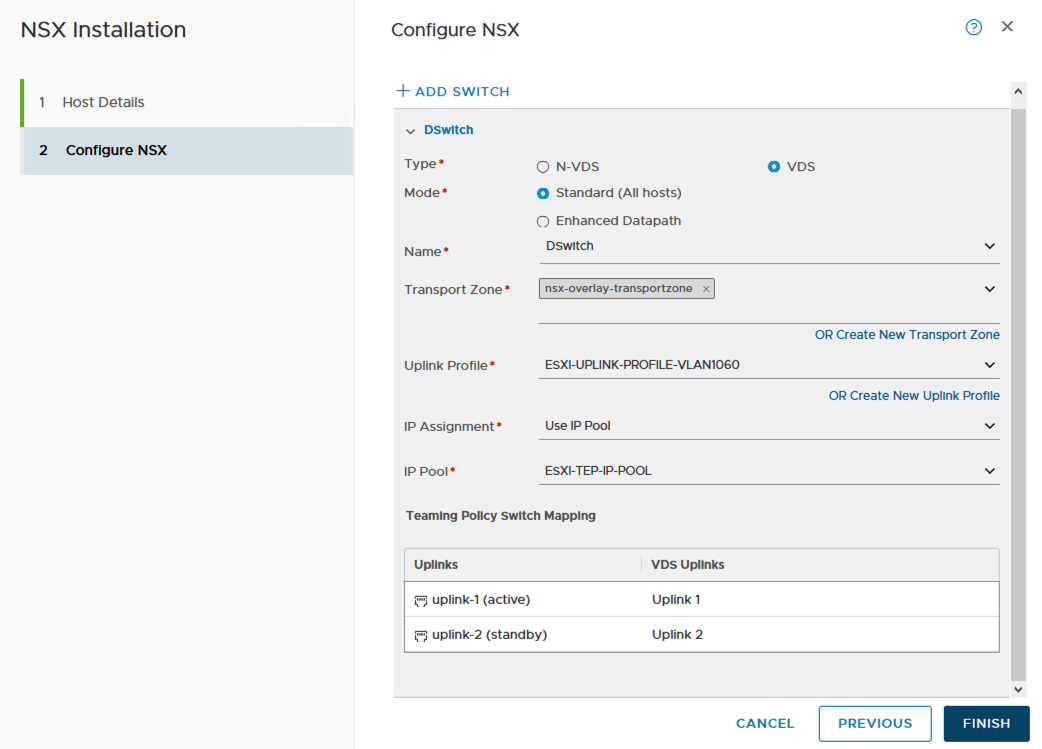 NSX Installation
1 Host Details
2 Configure NSX
Configure NSX
ADD SWITCH
DSwitch
Type* N-VDS VDS
Mode* Standard (All hosts)
Enhanced Datapath
Name* DSwitch
Transport Zone* nsx-overlay-transportzone ×
OR Create New Transport Zone
Uplink Profile* ESXI-UPLINK-PROFILE-VLAN1060
OR Create New Uplink Profile
IP Assignment* Use IP Pool
IP Pool* ESXI-TEP-IP-POOL
Teaming Policy Switch Mapping
Uplinks VDS Uplinks
uplink-1 (active) Uplink 1
uplink-2 (standby) Uplink 2
CANCEL PREVIOUS FINISH